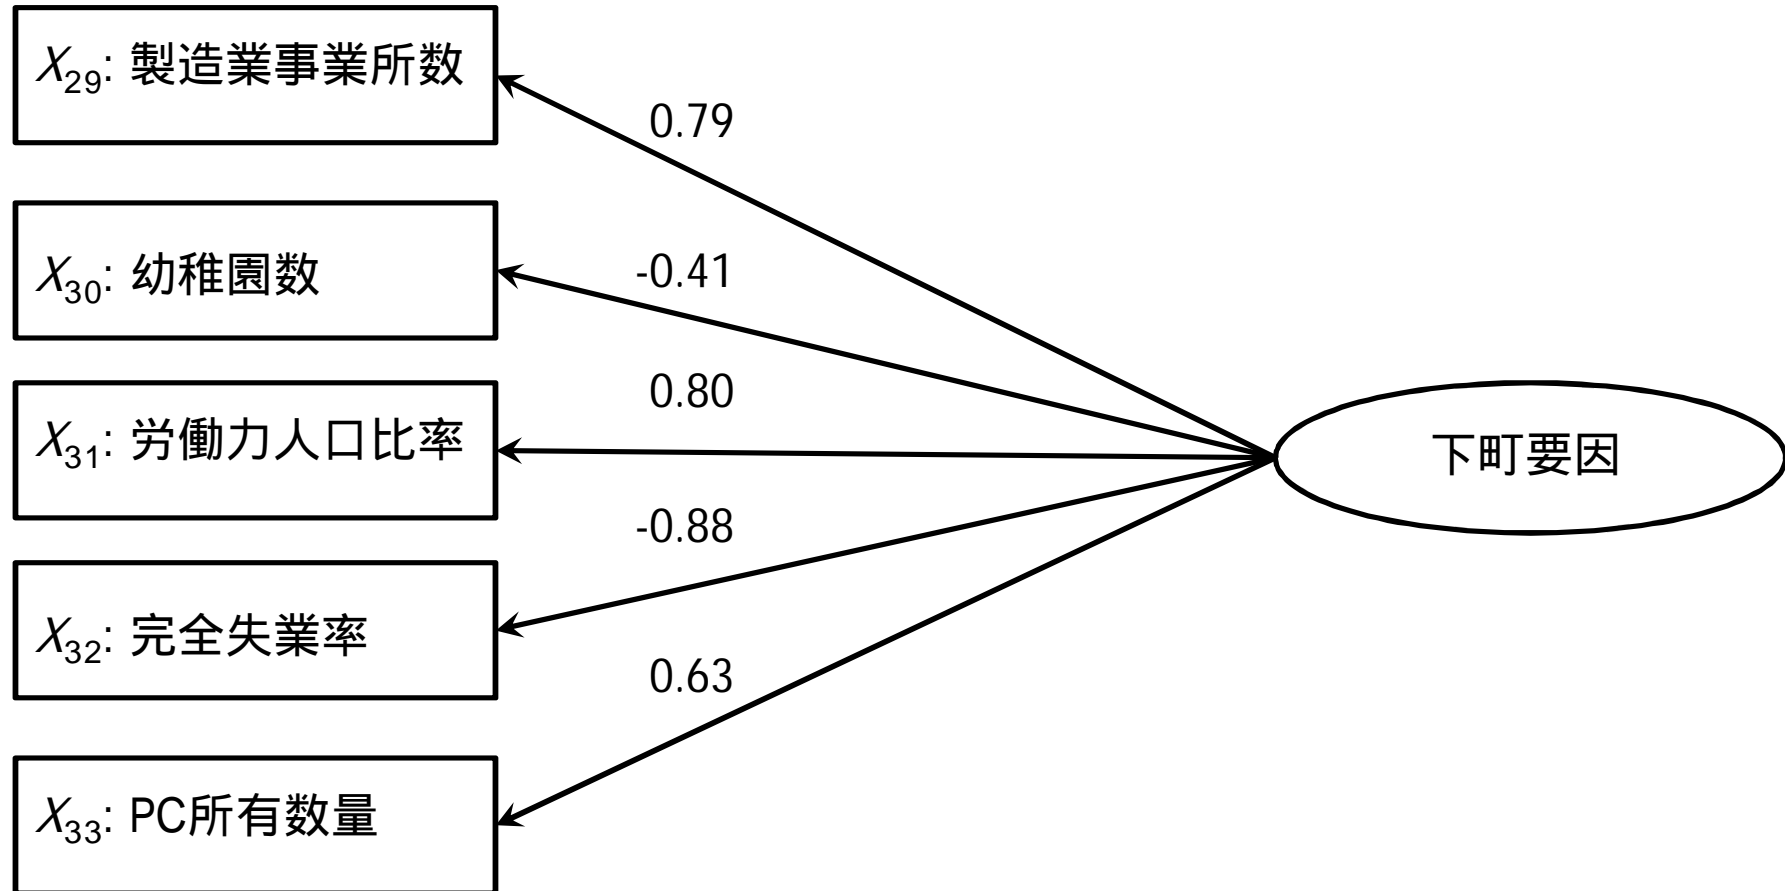 X29: 製造業事業所数
0.79
X30: 幼稚園数
-0.41
X31: 労働力人口比率
0.80
下町要因
X32: 完全失業率
-0.88
X33: PC所有数量
0.63